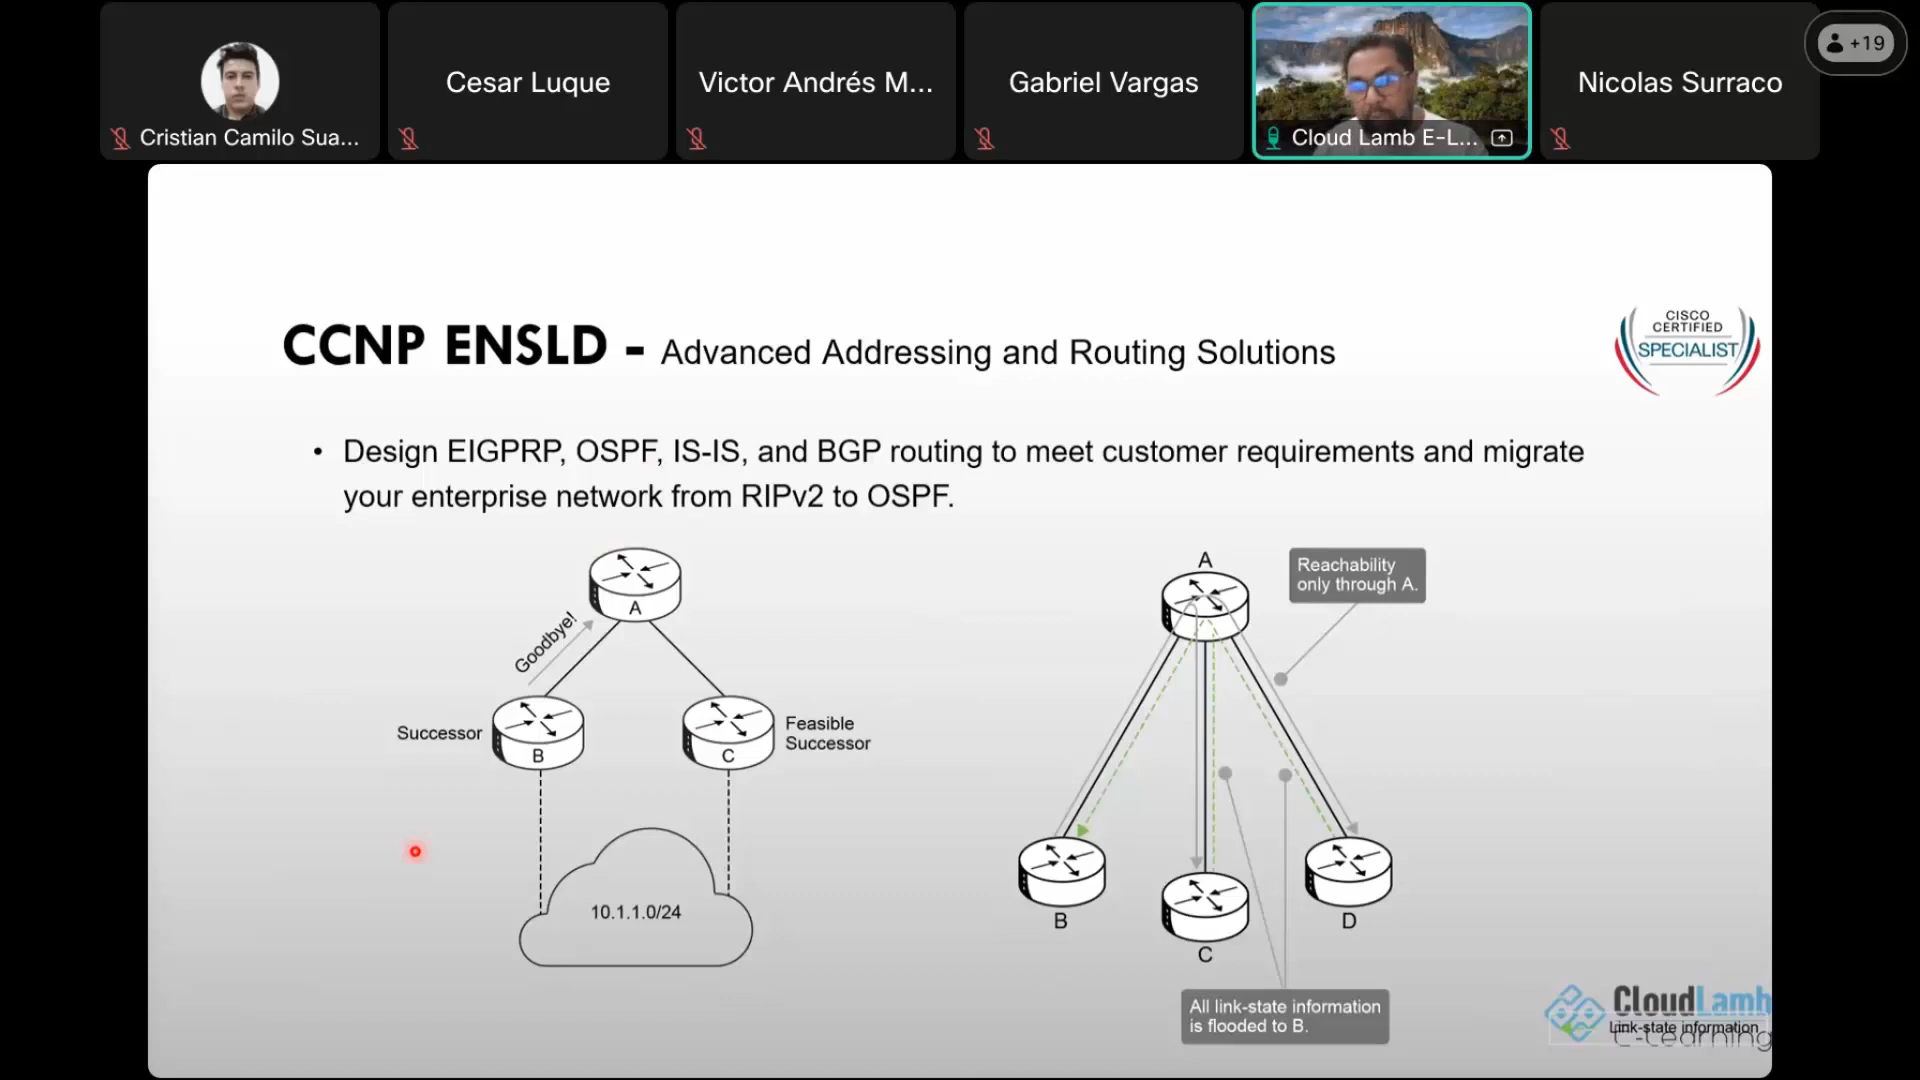 Cristian Camilo Sua...
Cesar Luque
Victor Andrés M...
Gabriel Vargas
Cloud Lamb E-L...
Nicolas Surraco
+19
CCNP ENSLD - Advanced Addressing and Routing Solutions
CISCO
CERTIFIED
SPECIALIST
• Design EIGPRP, OSPF, IS-IS, and BGP routing to meet customer requirements and migrate
your enterprise network from RIPv2 to OSPF.
A
Goodbye!
Successor
B
C
Feasible
Successor
10.1.1.0/24
A
Reachability
only through A.
B
C
D
All link-state information
is flooded to B.
CloudLamb
Link-state information
E-Learning